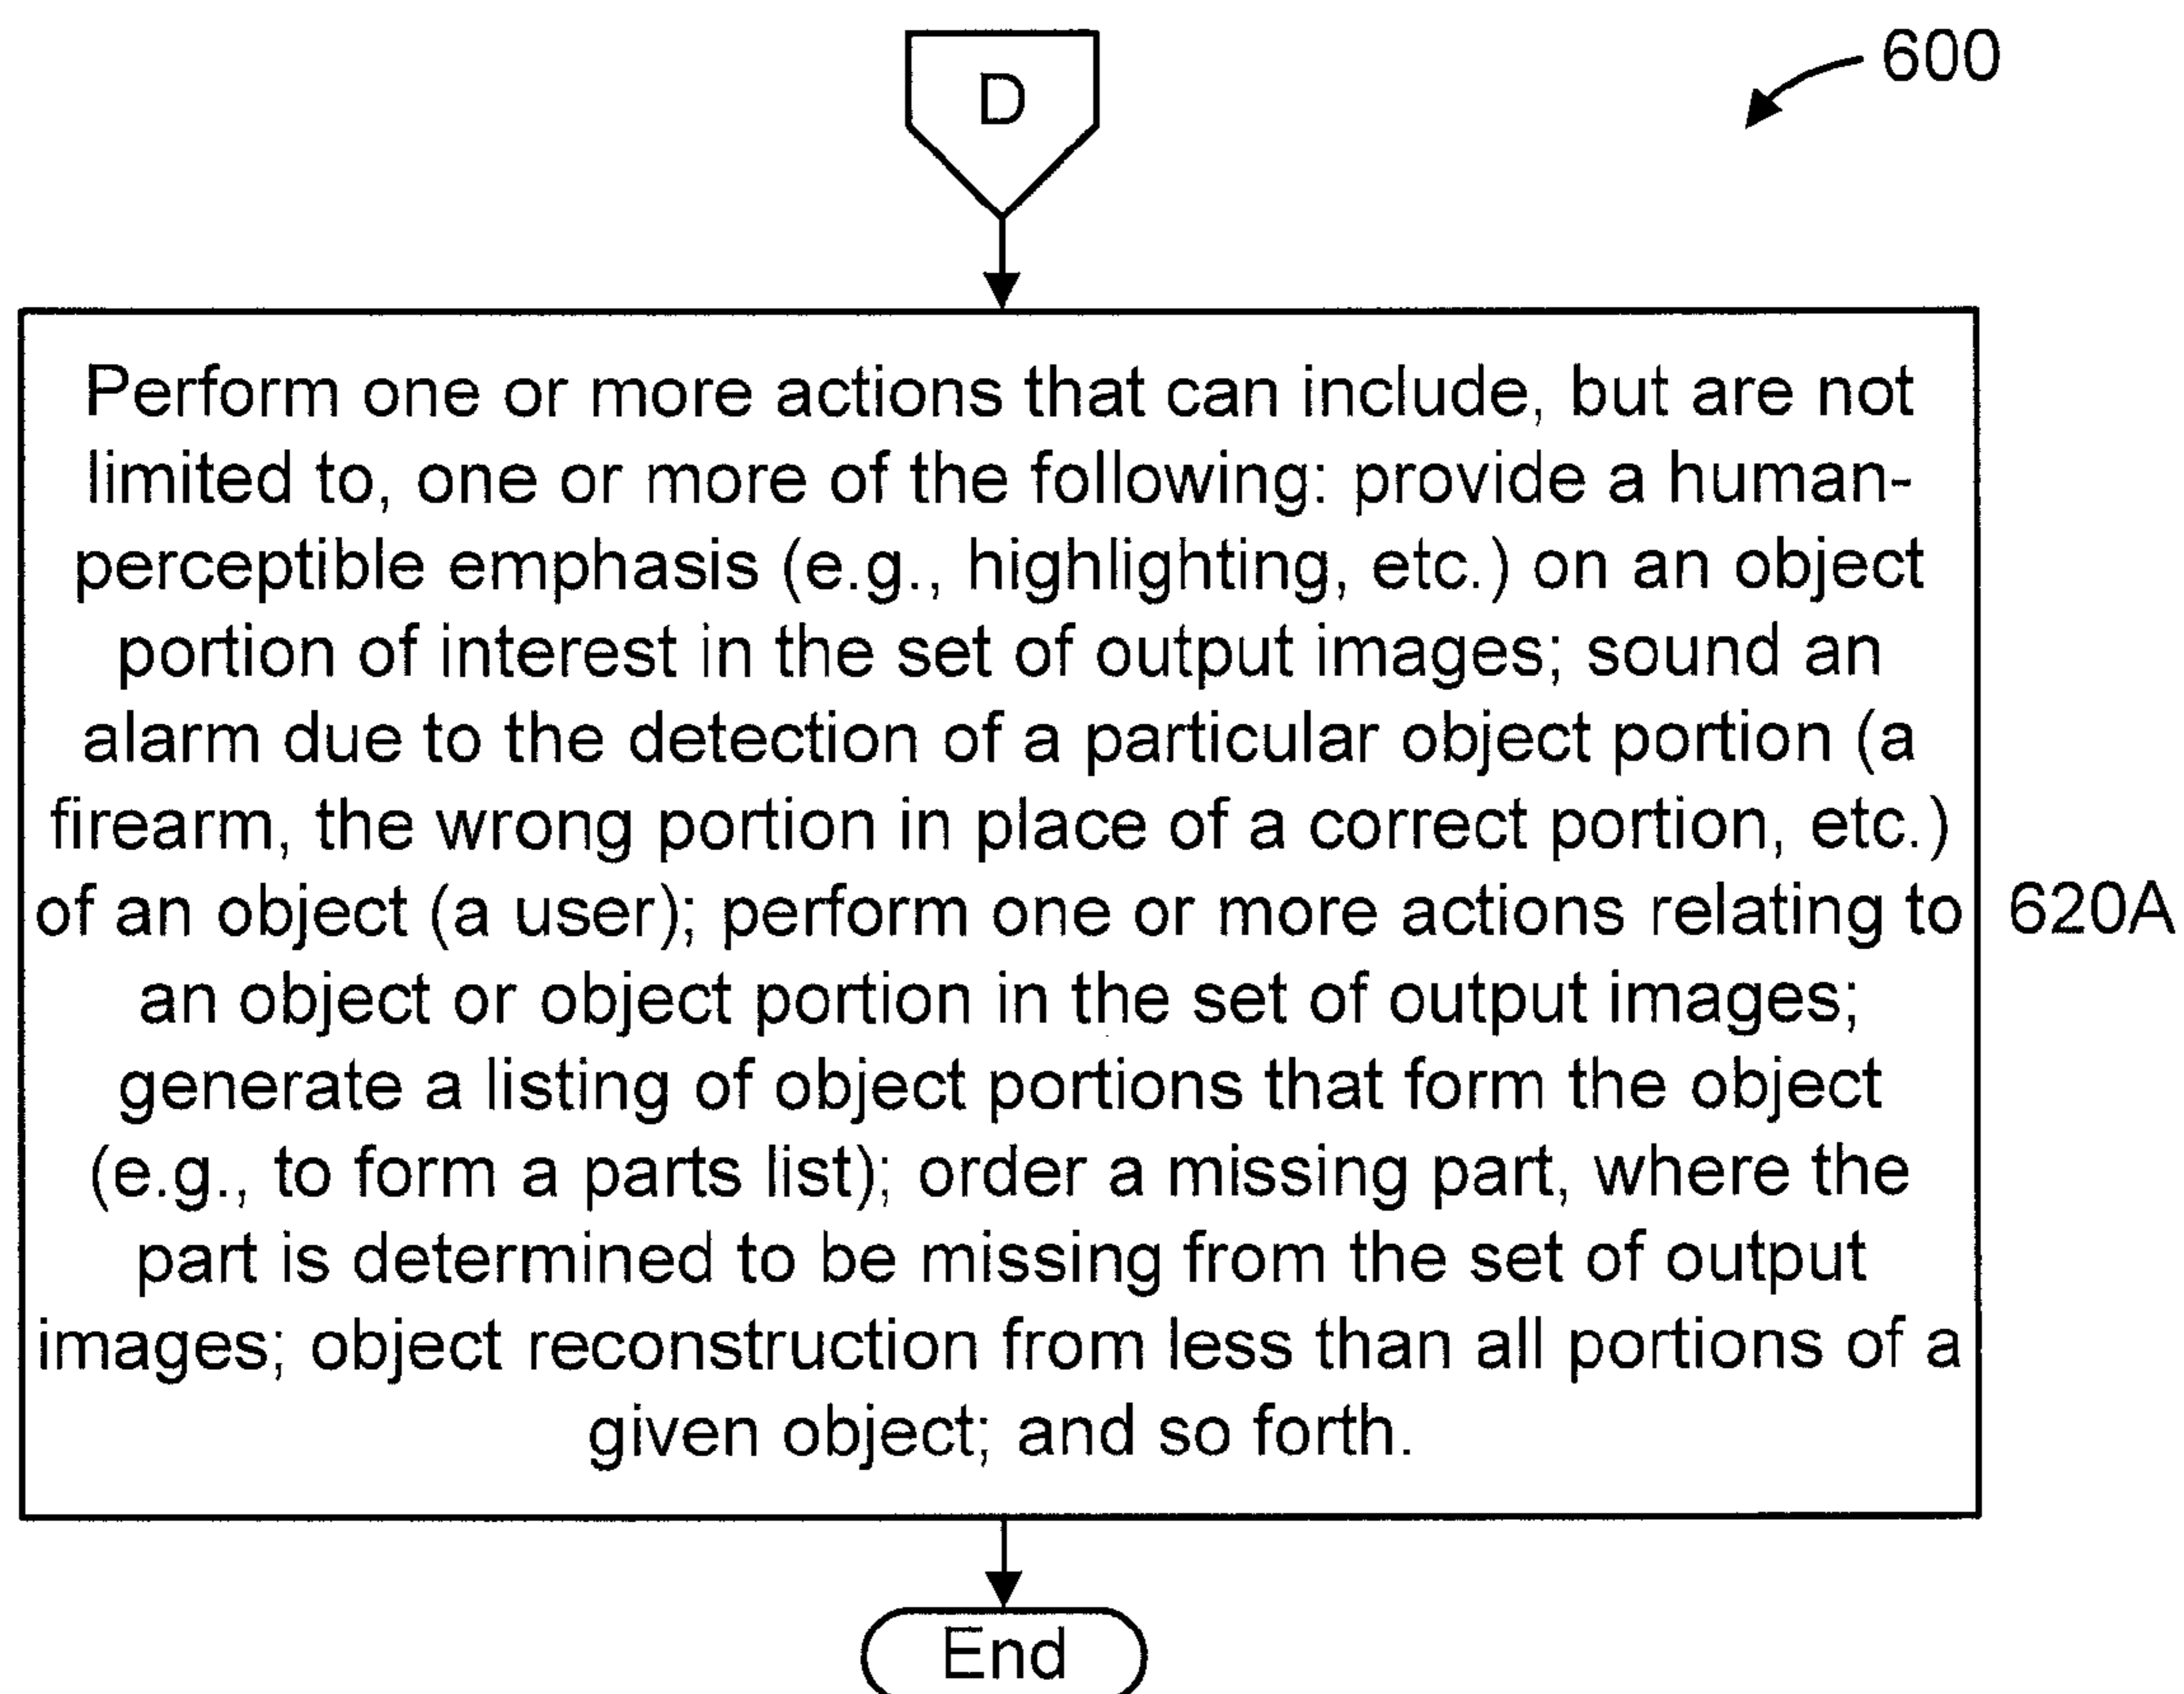 D
600
Perform one or more actions that can include, but are not
limited to, one or more of the following: provide a human-
perceptible emphasis (e.g., highlighting, etc.) on an object
portion of interest in the set of output images; sound an
alarm due to the detection of a particular object portion (a
firearm, the wrong portion in place of a correct portion, etc.)
of an object (a user); perform one or more actions relating to
620A
an object or object portion in the set of output images;
generate a listing of object portions that form the object
(e.g., to form a parts list); order a missing part, where the
part is determined to be missing from the set of output
images; object reconstruction from less than all portions of a
given object; and so forth.
End